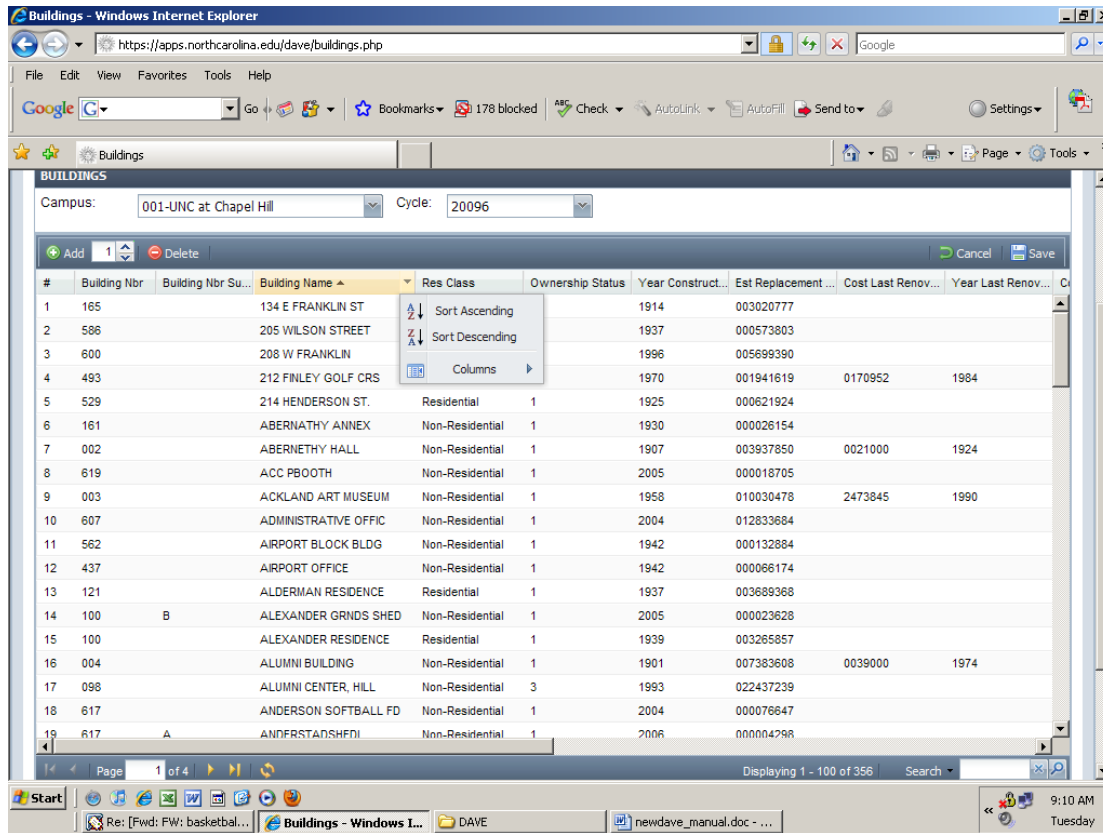 Buildings - Windows Internet Explorer
https://apps.northcarolina.edu/dave/buildings.php Google
File Edit View Favorites Tools Help
Google G Go Bookmarks 178 blocked ABC Check AutoLink AutoFill Send to Settings
Buildings Page Tools
BUILDINGS
Campus: 001-UNC at Chapel Hill Cycle: 20096
Add 1 Delete Cancel Save
# Building Nbr Building Nbr Su... Building Name Res Class Ownership Status Year Construct... Est Replacement ... Cost Last Renov... Year Last Renov...
1 165 134 E FRANKLIN ST 1914 003020777
2 586 205 WILSON STREET 1937 000573803
3 600 208 W FRANKLIN 1996 005699390
4 493 212 FINLEY GOLF CRS 1970 001941619 0170952 1984
A Z Sort Ascending
Z A Sort Descending
Columns
5 529 214 HENDERSON ST. Residential 1 1925 000621924
6 161 ABERNATHY ANNEX Non-Residential 1 1930 000026154
7 002 ABERNETHY HALL Non-Residential 1 1907 003937850 0021000 1924
8 619 ACC PBOOTH Non-Residential 1 2005 000018705
9 003 ACKLAND ART MUSEUM Non-Residential 1 1958 010030478 2473845 1990
10 607 ADMINISTRATIVE OFFIC Non-Residential 1 2004 012833684
11 562 AIRPORT BLOCK BLDG Non-Residential 1 1942 000132884
12 437 AIRPORT OFFICE Non-Residential 1 1942 000066174
13 121 ALDERMAN RESIDENCE Residential 1 1937 003689368
14 100 B ALEXANDER GRNDS SHED Non-Residential 1 2005 000023628
15 100 ALEXANDER RESIDENCE Residential 1 1939 003265857
16 004 ALUMNI BUILDING Non-Residential 1 1901 007383608 0039000 1974
17 098 ALUMNI CENTER, HILL Non-Residential 3 1993 022437239
18 617 ANDERSON SOFTBALL FD Non-Residential 1 2004 000076647
19 617 A ANDERSTADSHEDL Non-Residential 1 2006 000004298
Page 1 of 4 Displaying 1 - 100 of 356 Search
Start 9:10 AM
Re: [Fwd: FW: basketbal... Buildings - Windows I... DAVE newdave_manual.doc - ... Tuesday